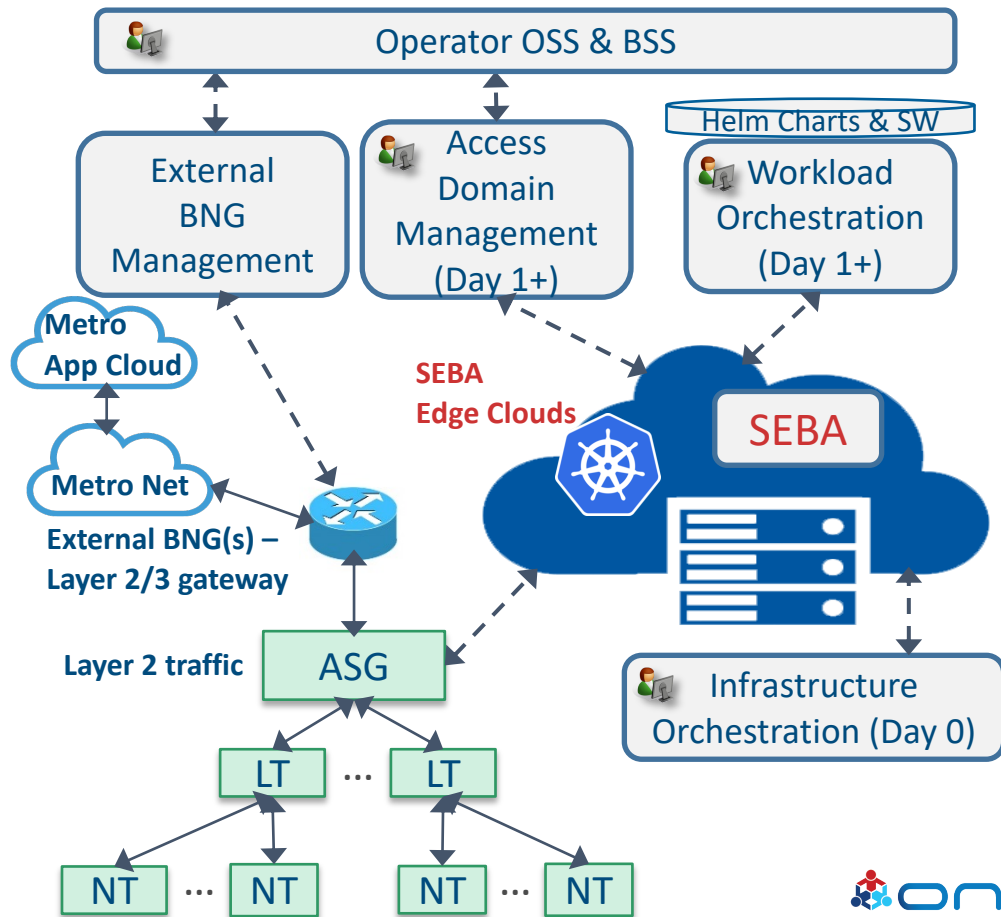 Operator OSS & BSS
External
BNG
Management
Access
Domain
Management
(Day 1+)
Helm Charts & SW
Workload
Orchestration
(Day 1+)
Metro
App Cloud
SEBA
Edge Clouds
SEBA
Metro Net
External BNG(s) –
Layer 2/3 gateway
Layer 2 traffic
ASG
Infrastructure
Orchestration (Day 0)
LT
...
LT
NT
...
NT
NT
...
NT